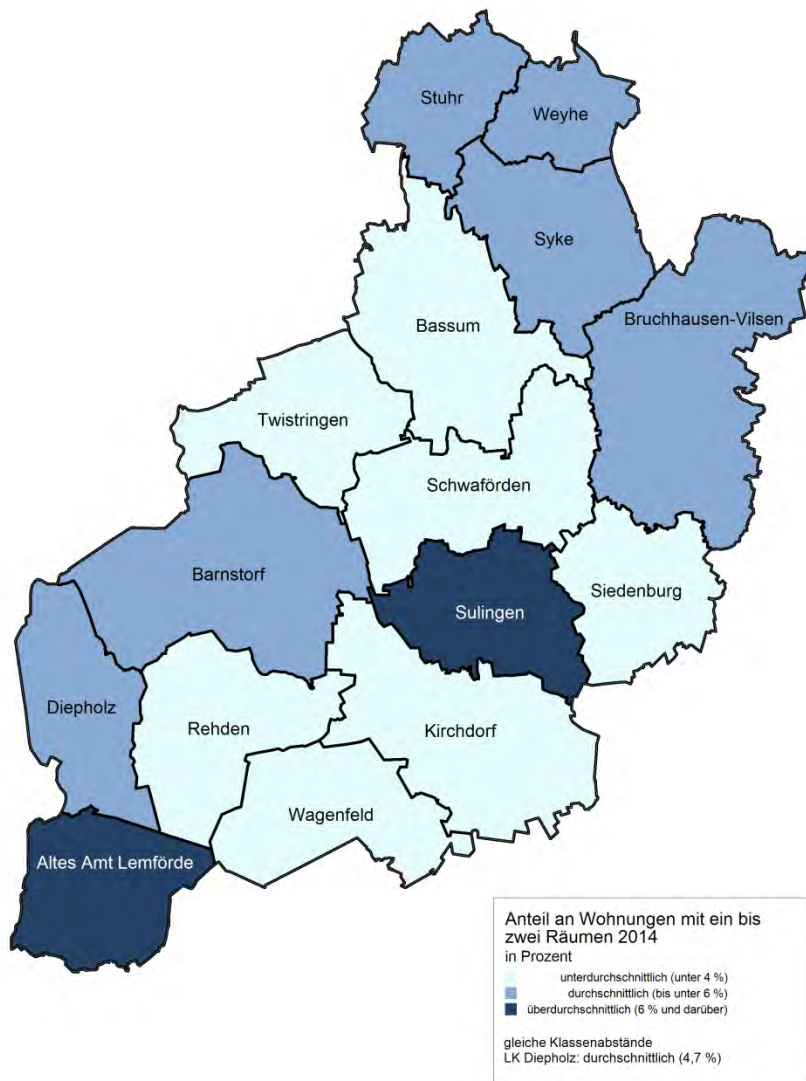 Stuhr
Weyhe
Syke
Bruchhausen-Vilsen
Bassum
Twistringen
Schwaförden
Barnstorf
Siedenburg
Sulingen
Diepholz
Rehden
Kirchdorf
Wagenfeld
Altes Amt Lemförde
Anteil an Wohnungen mit ein bis
zwei Räumen 2014
in Prozent
unterdurchschnittlich (unter 4 %)
durchschnittlich (bis unter 6 %)
überdurchschnittlich (6 % und darüber)
gleiche Klassenabstände
LK Diepholz: durchschnittlich (4,7 %)